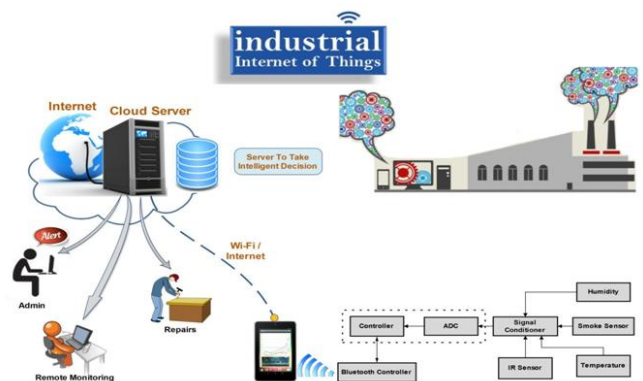 industrial
Internet of Things
Internet
Cloud Server
Server To Take
Intelligent Decision
Alert
Admin
Wi-Fi /
Internet
Repairs
Remote Monitoring
Humidity
Controller
ADC
Signal
Conditioner
Smoke Sensor
Bluetooth Controller
IR Sensor
Temperature